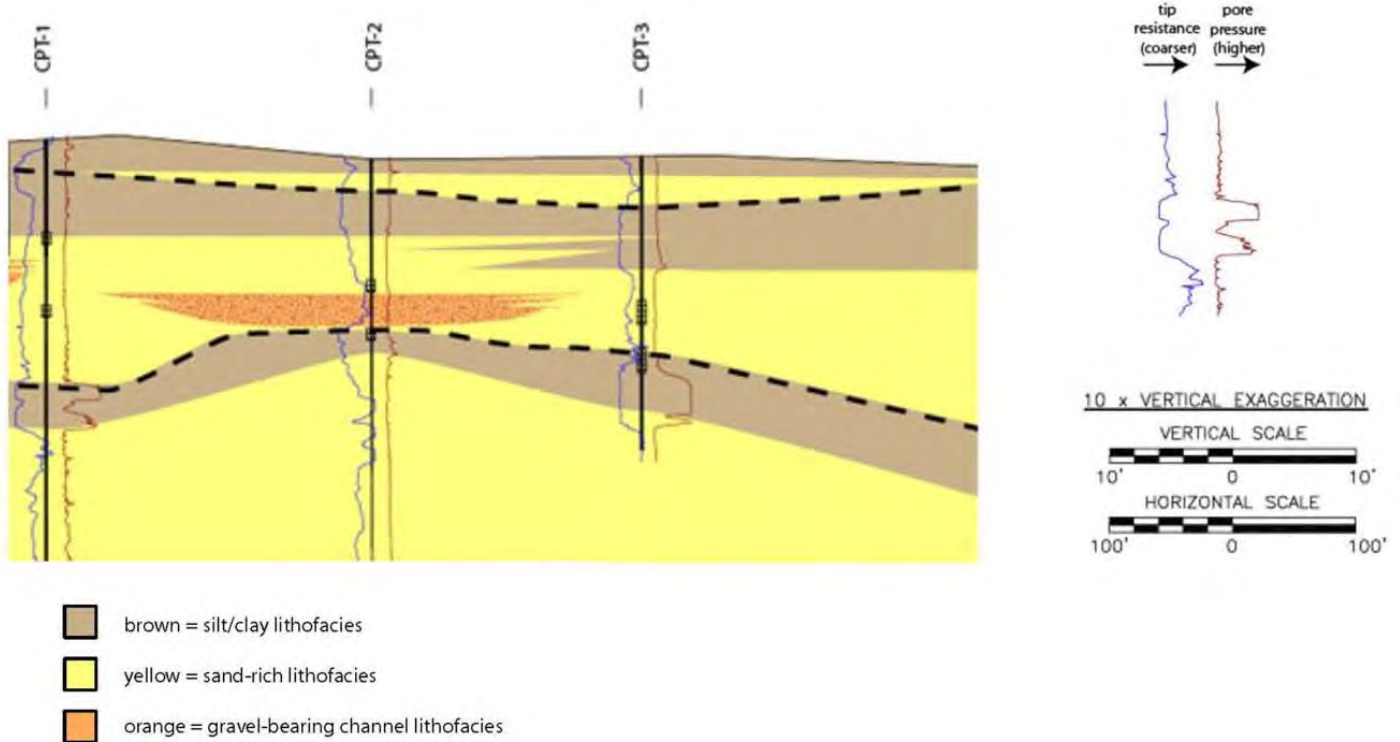 CPT-1
CPT-2
CPT-3
tip
resistance
(coarser)
pore
pressure
(higher)
10 x VERTICAL EXAGGERATION
VERTICAL SCALE
10' 0 10'
HORIZONTAL SCALE
100' 0 100'
brown = silt/clay lithofacies
yellow = sand-rich lithofacies
orange = gravel-bearing channel lithofacies